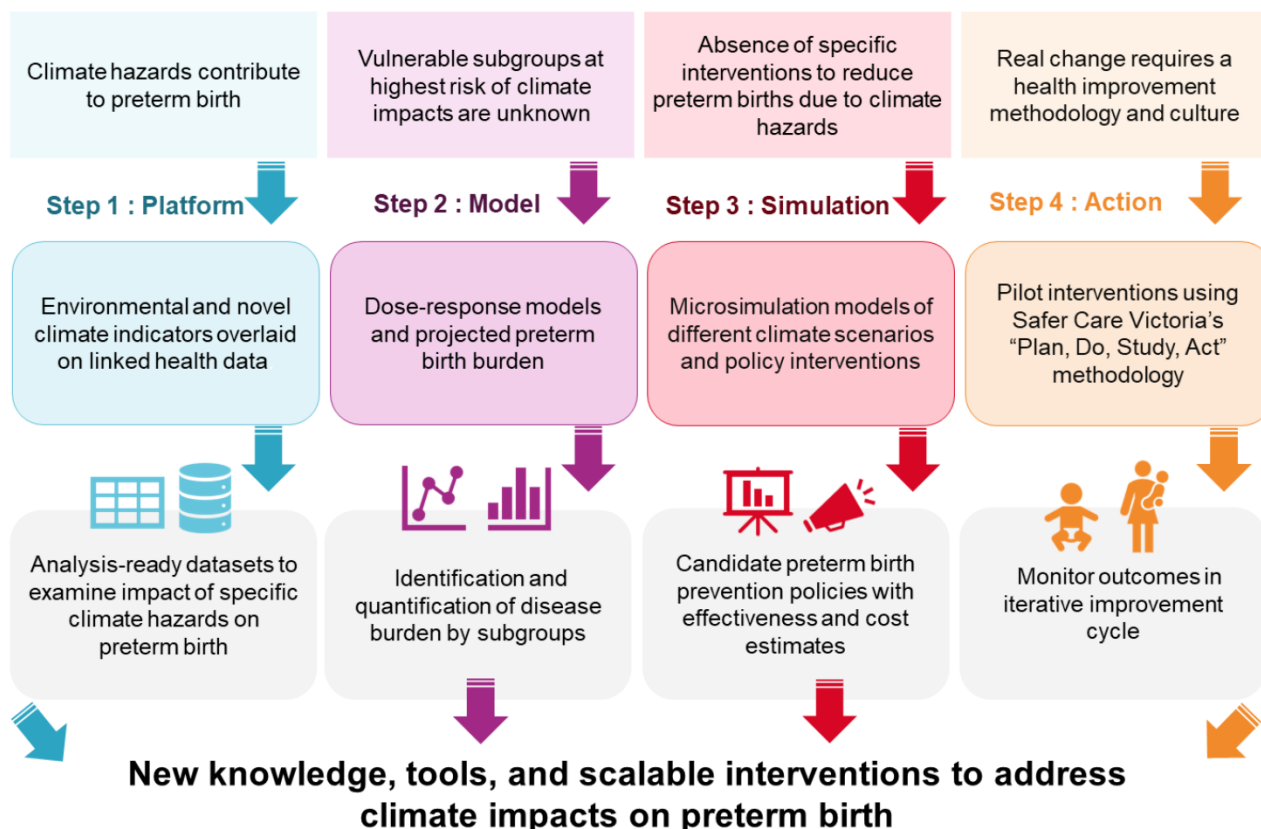 Climate hazards contribute
to preterm birth
Vulnerable subgroups at
highest risk of climate
impacts are unknown
Absence of specific
interventions to reduce
preterm births due to climate
hazards
Real change requires a
health improvement
methodology and culture
Step 1 : Platform
Step 2 : Model
Step 3 : Simulation
Step 4 : Action
Environmental and novel
climate indicators overlaid
on linked health data
Dose-response models
and projected preterm
birth burden
Microsimulation models of
different climate scenarios
and policy interventions
Pilot interventions using
Safer Care Victoria’s
“Plan, Do, Study, Act”
methodology
Analysis-ready datasets to
examine impact of specific
climate hazards on
preterm birth
Identification and
quantification of disease
burden by subgroups
Candidate preterm birth
prevention policies with
effectiveness and cost
estimates
Monitor outcomes in
iterative improvement
cycle
New knowledge, tools, and scalable interventions to address
climate impacts on preterm birth